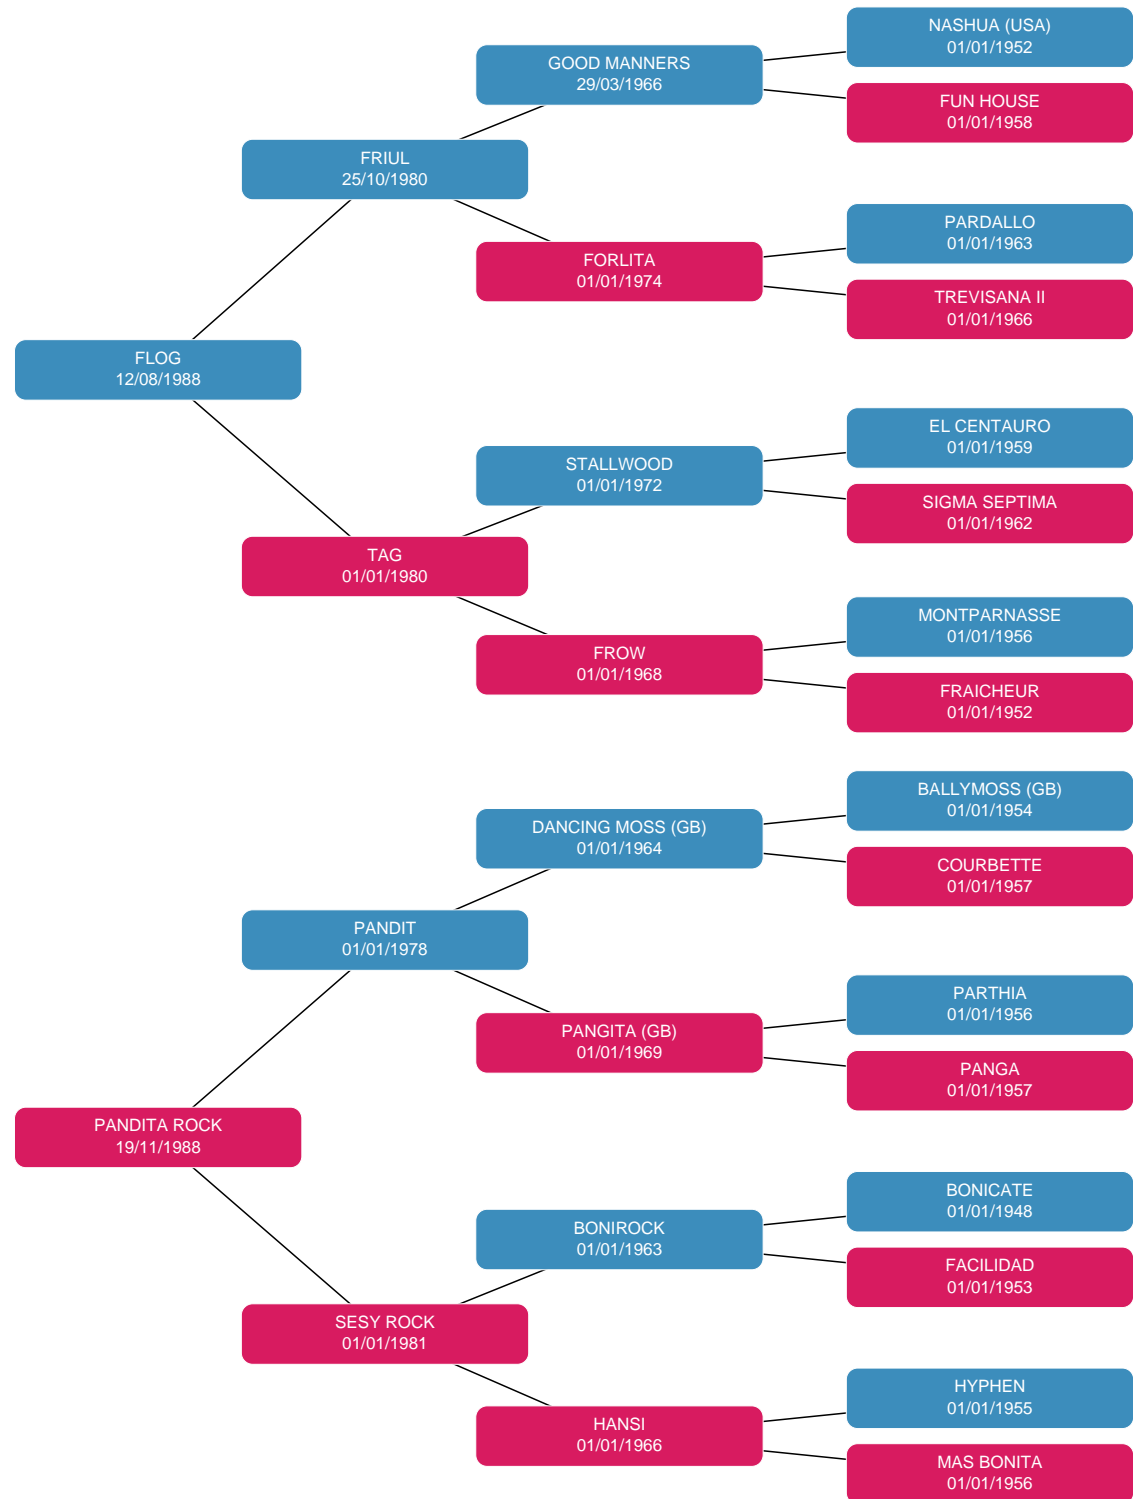 NASHUA (USA)
01/01/1952
GOOD MANNERS
29/03/1966
FUN HOUSE
01/01/1958
FRIUL
25/10/1980
PARDALLO
01/01/1963
FORLITA
01/01/1974
TREVISANA II
01/01/1966
FLOG
12/08/1988
EL CENTAURO
01/01/1959
STALLWOOD
01/01/1972
SIGMA SEPTIMA
01/01/1962
TAG
01/01/1980
MONTPARNASSE
01/01/1956
FROW
01/01/1968
FRAICHEUR
01/01/1952
BALLYMOSS (GB)
01/01/1954
DANCING MOSS (GB)
01/01/1964
COURBETTE
01/01/1957
PANDIT
01/01/1978
PARTHIA
01/01/1956
PANGITA (GB)
01/01/1969
PANGA
01/01/1957
PANDITA ROCK
19/11/1988
BONICATE
01/01/1948
BONIROCK
01/01/1963
FACILIDAD
01/01/1953
SESY ROCK
01/01/1981
HYPHEN
01/01/1955
HANSI
01/01/1966
MAS BONITA
01/01/1956